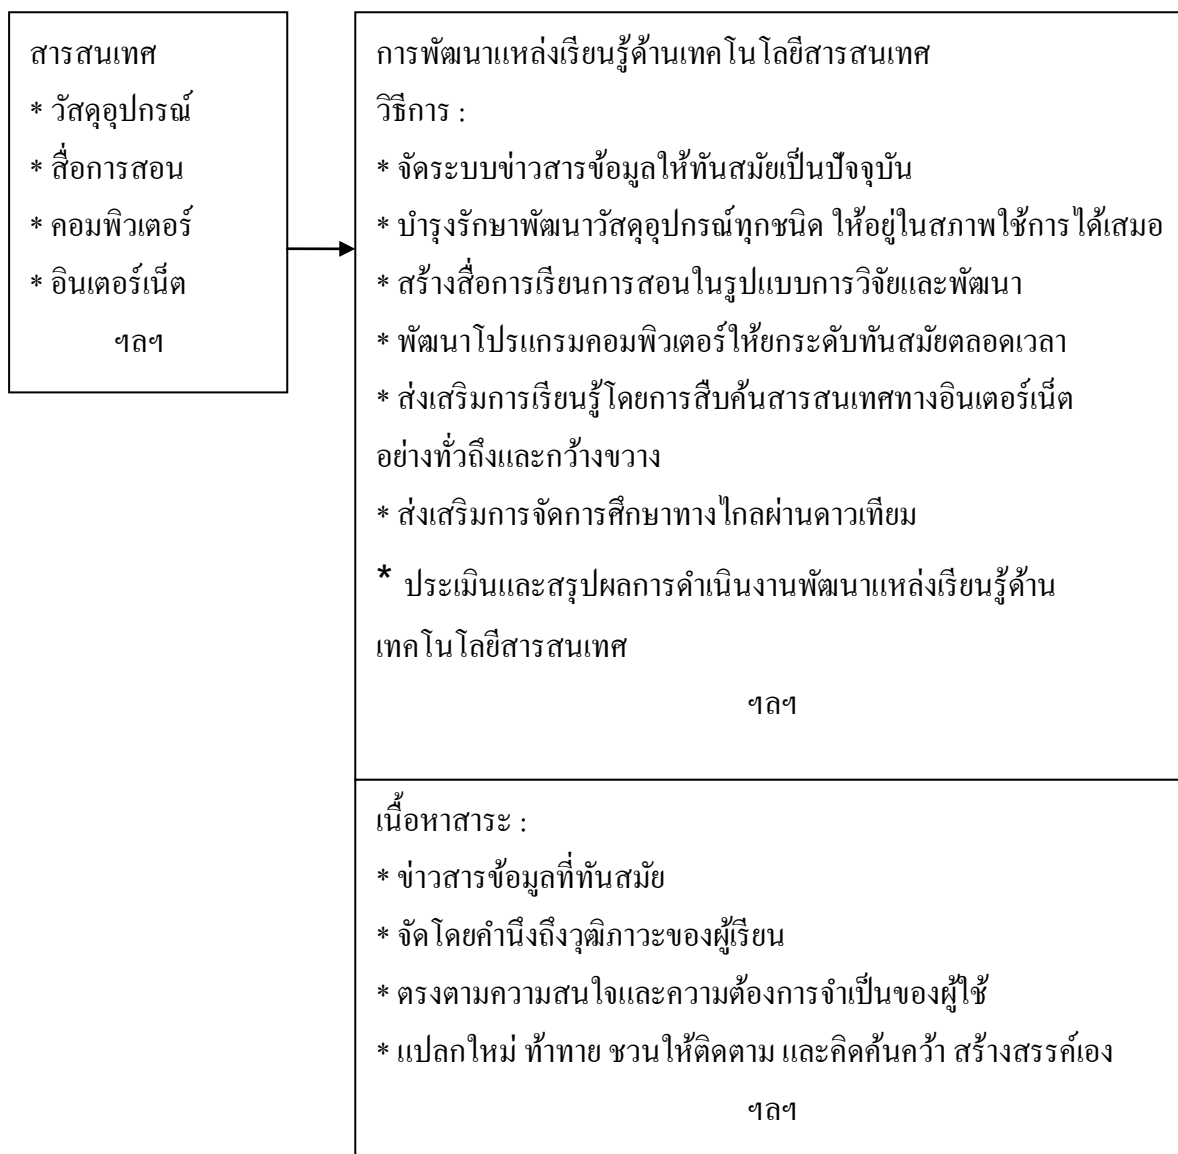 สารสนเทศ
* วัสดุอุปกรณ์
* สื่อการสอน
* คอมพิวเตอร์
* อินเตอร์เน็ต
ฯลฯ
การพัฒนาแหล่งเรียนรู้ด้านเทคโนโลยีสารสนเทศ
วิธีการ :
* จัดระบบข่าวสารข้อมูลให้ทันสมัยเป็นปัจจุบัน
* บำรุงรักษาพัฒนาวัสดุอุปกรณ์ทุกชนิด ให้อยู่ในสภาพใช้การได้เสมอ
* สร้างสื่อการเรียนการสอนในรูปแบบการวิจัยและพัฒนา
* พัฒนาโปรแกรมคอมพิวเตอร์ให้ยกระดับทันสมัยตลอดเวลา
* ส่งเสริมการเรียนรู้โดยการสืบค้นสารสนเทศทางอินเตอร์เน็ต
อย่างทั่วถึงและกว้างขวาง
* ส่งเสริมการจัดการศึกษาทางไกลผ่านดาวเทียม
* ประเมินและสรุปผลการดำเนินงานพัฒนาแหล่งเรียนรู้ด้าน
เทคโนโลยีสารสนเทศ
ฯลฯ
เนื้อหาสาระ :
* ข่าวสารข้อมูลที่ทันสมัย
* จัดโดยคำนึงถึงวุฒิภาวะของผู้เรียน
* ตรงตามความสนใจและความต้องการจำเป็นของผู้ใช้
* แปลกใหม่ ท้าทาย ชวนให้ติดตาม และคิดค้นคว้า สร้างสรรค์เอง
ฯลฯ